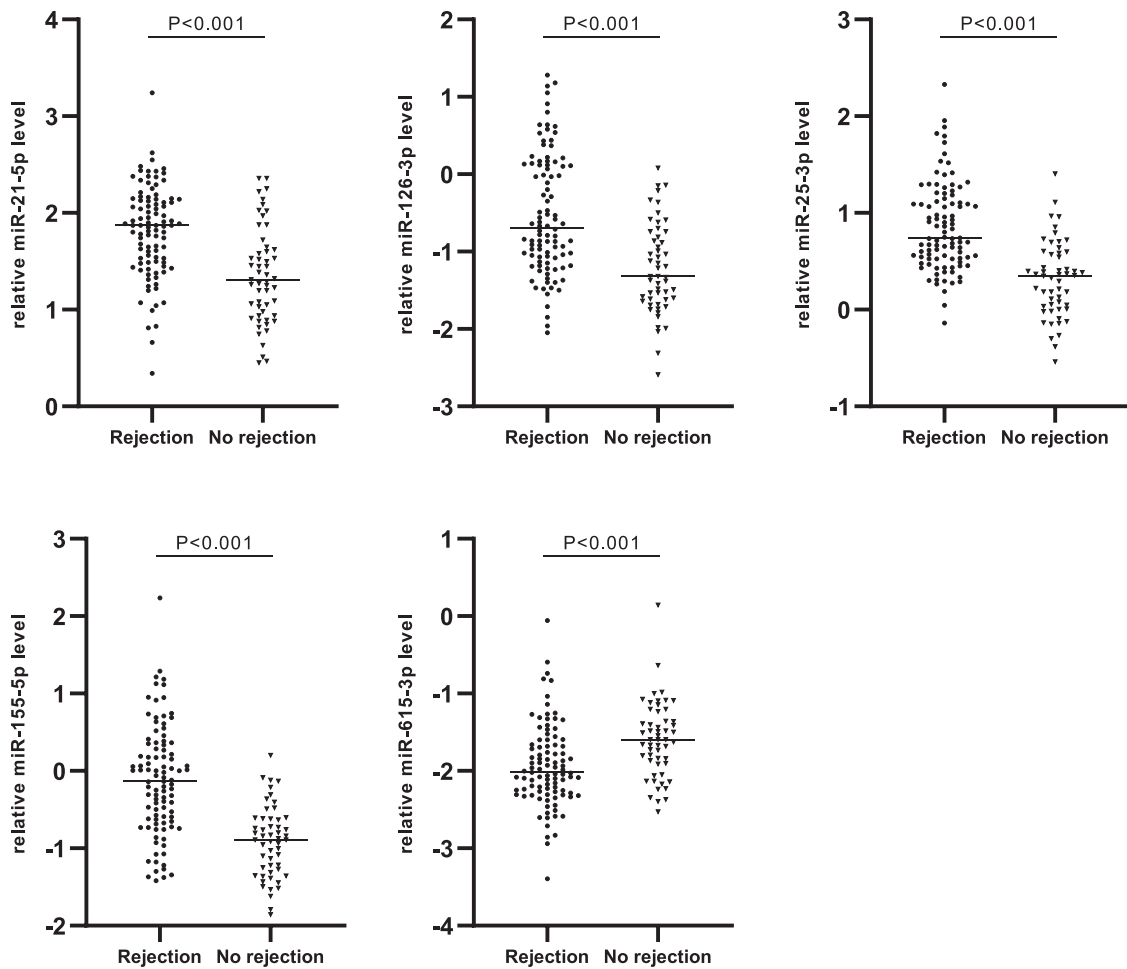 P<0.001
relative miR-21-5p level
4
3
2
1
0
Rejection No rejection
P<0.001
relative miR-126-3p level
2
1
0
-1
-2
-3
Rejection No rejection
P<0.001
relative miR-25-3p level
3
2
1
0
-1
Rejection No rejection
P<0.001
relative miR-155-5p level
3
2
1
0
-1
-2
Rejection No rejection
P<0.001
relative miR-615-3p level
1
0
-1
-2
-3
-4
Rejection No rejection